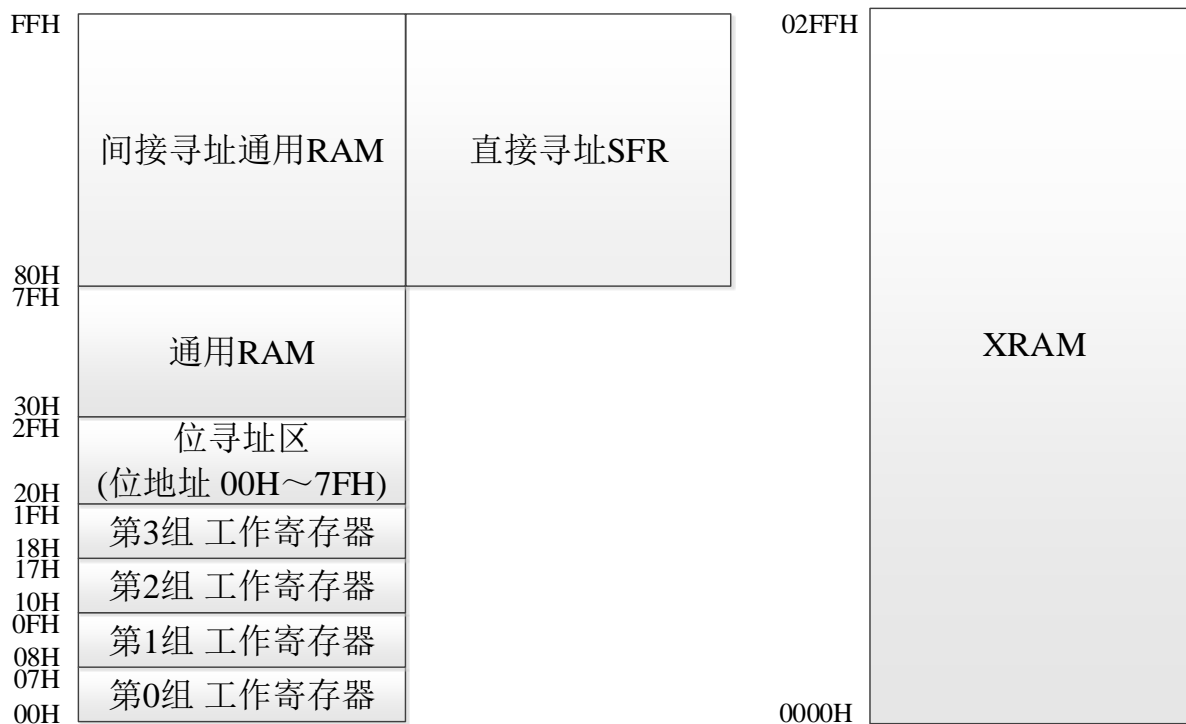 FFH
间接寻址通用RAM
直接寻址SFR
80H
7FH
通用RAM
30H
2FH
位寻址区
(位地址 00H～7FH)
20H
1FH
第3组 工作寄存器
18H
17H
第2组 工作寄存器
10H
0FH
第1组 工作寄存器
08H
07H
第0组 工作寄存器
00H
02FFH
XRAM
0000H